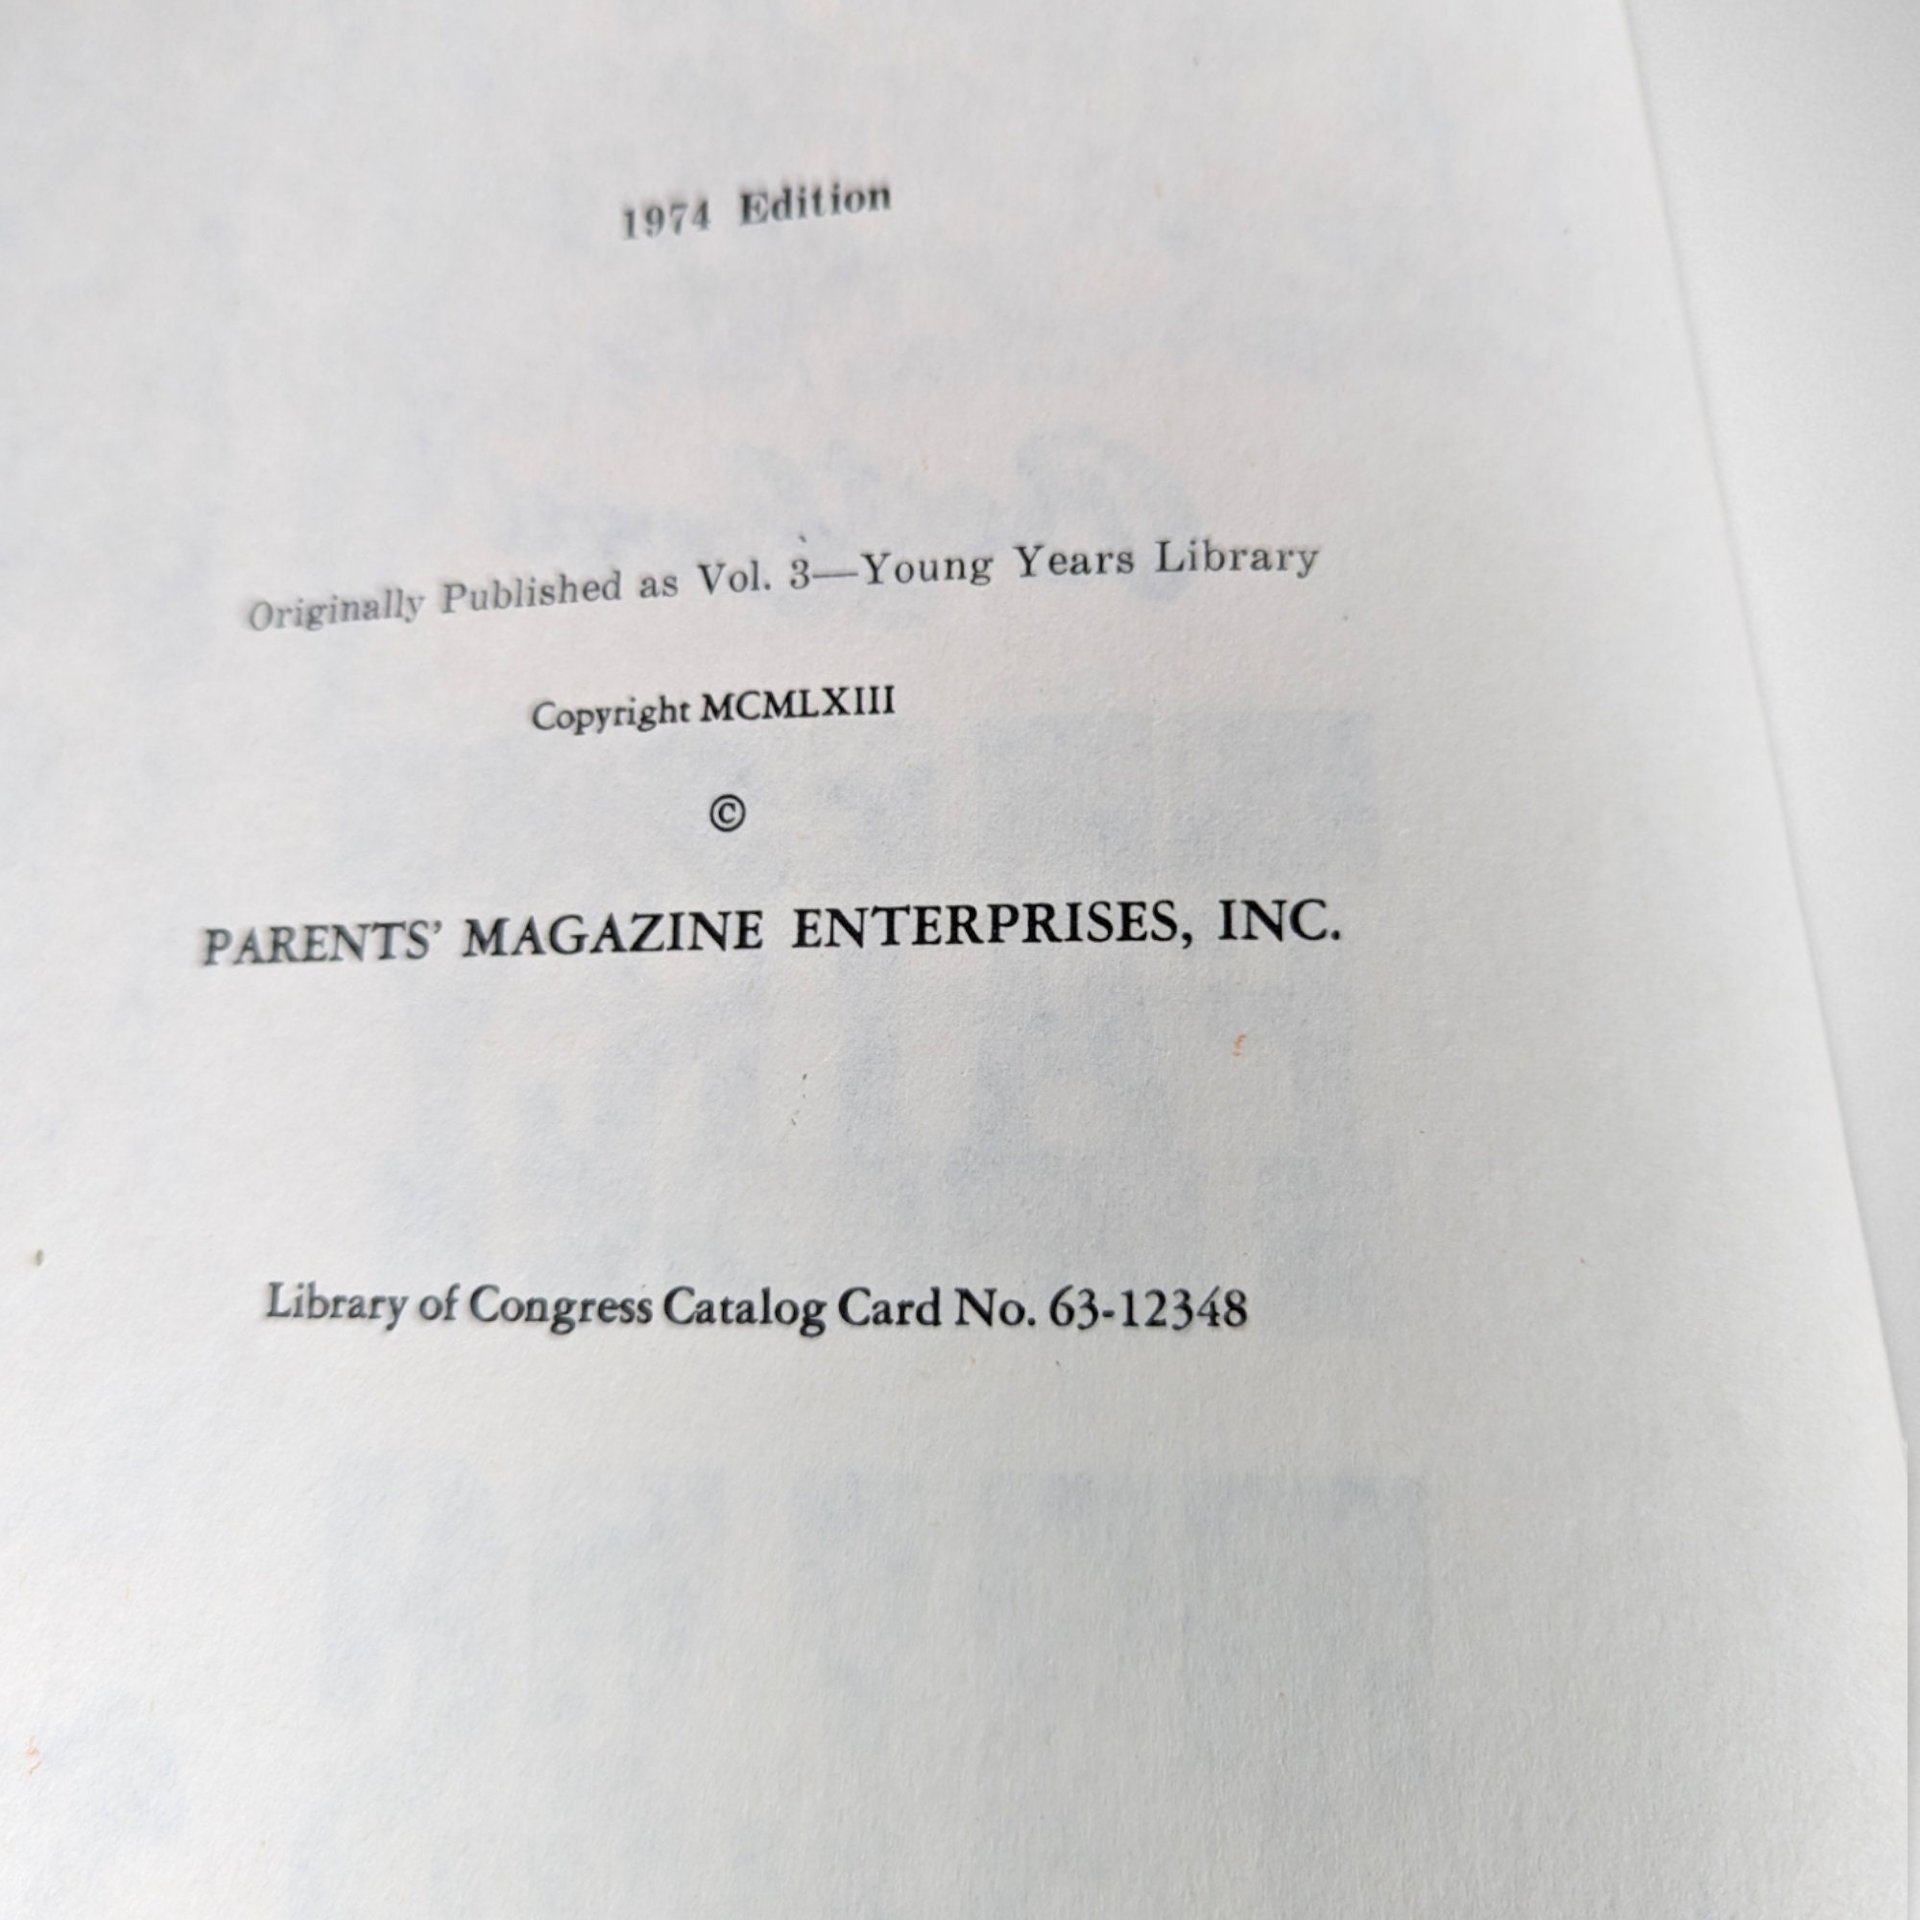 1974 Edition
Originally Published as Vol. 3—Young Years Library
Copyright MCMLXIII
©
PARENTS’ MAGAZINE ENTERPRISES, INC.
Library of Congress Catalog Card No. 63-12348